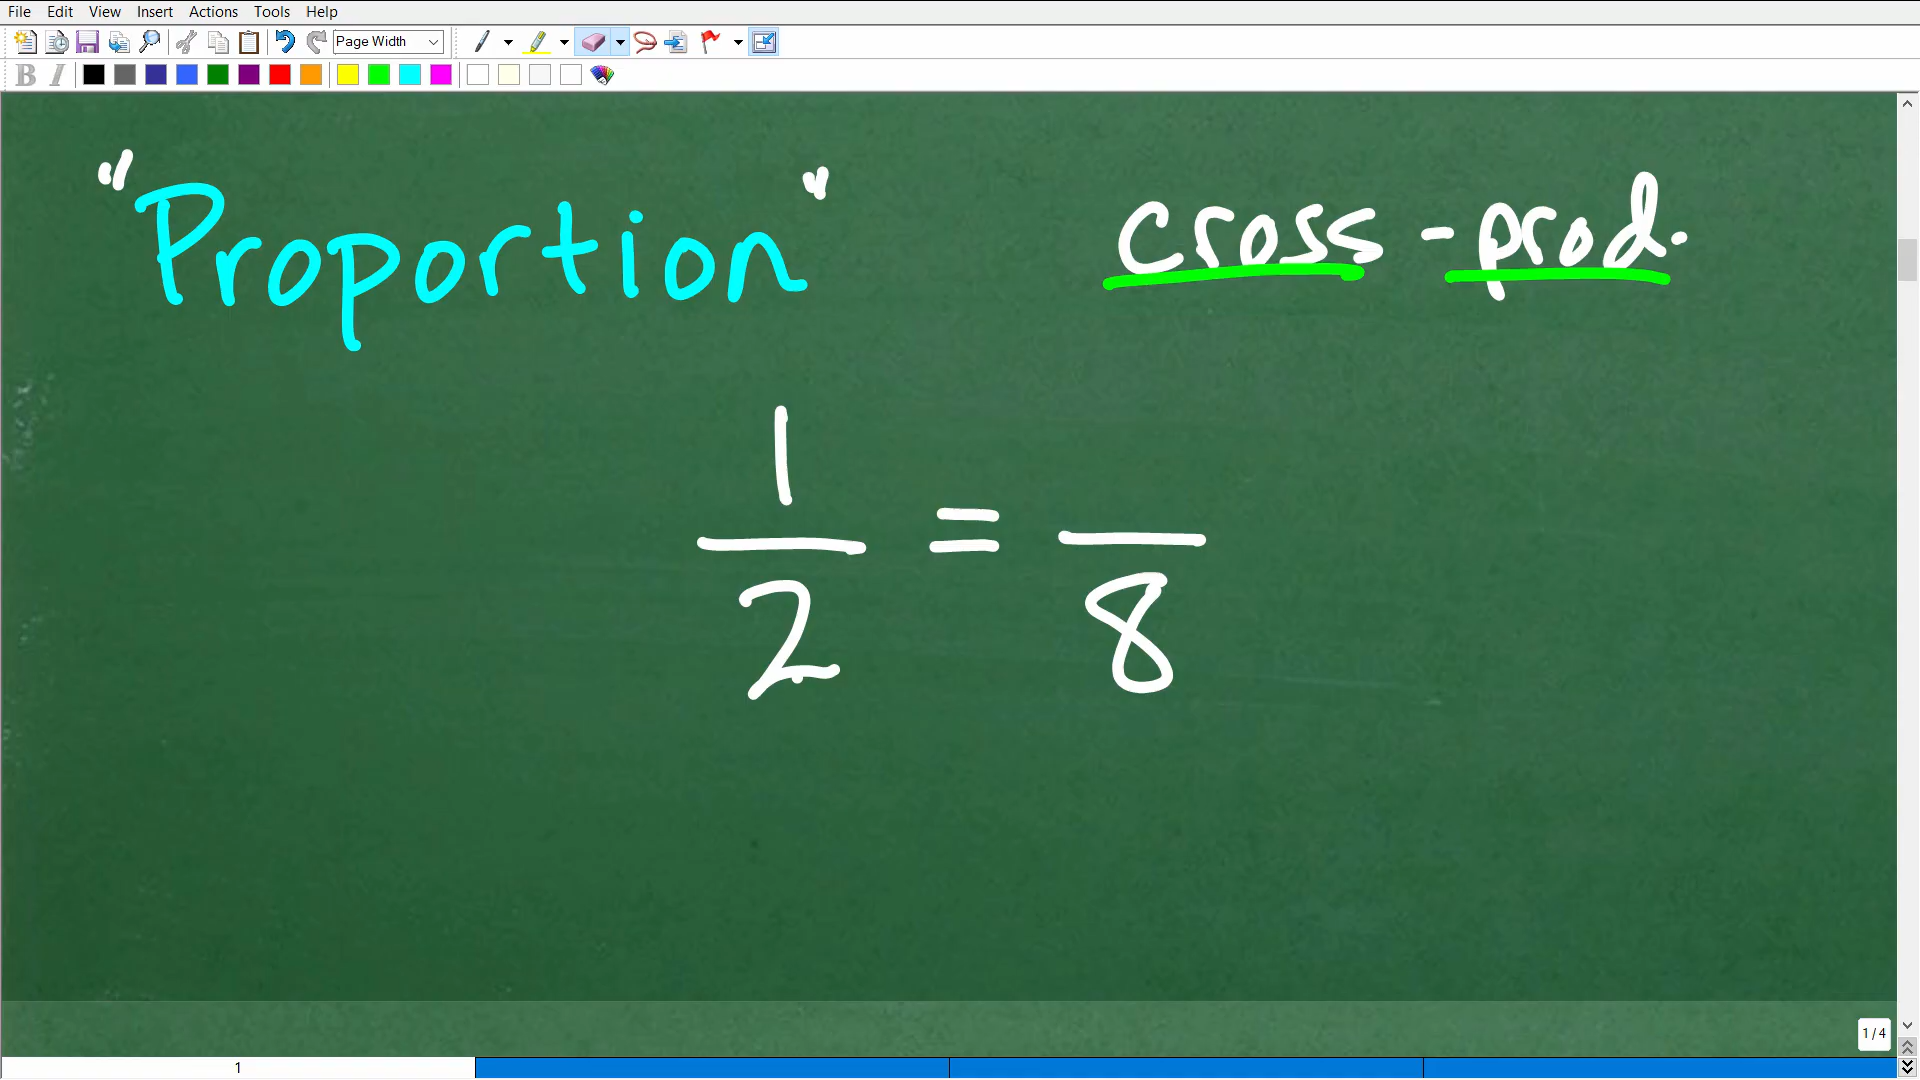 File Edit View Insert Actions Tools Help
Page Width
B I
"Proportion" cross-prod.
1
= 
2 8
1 / 4
1